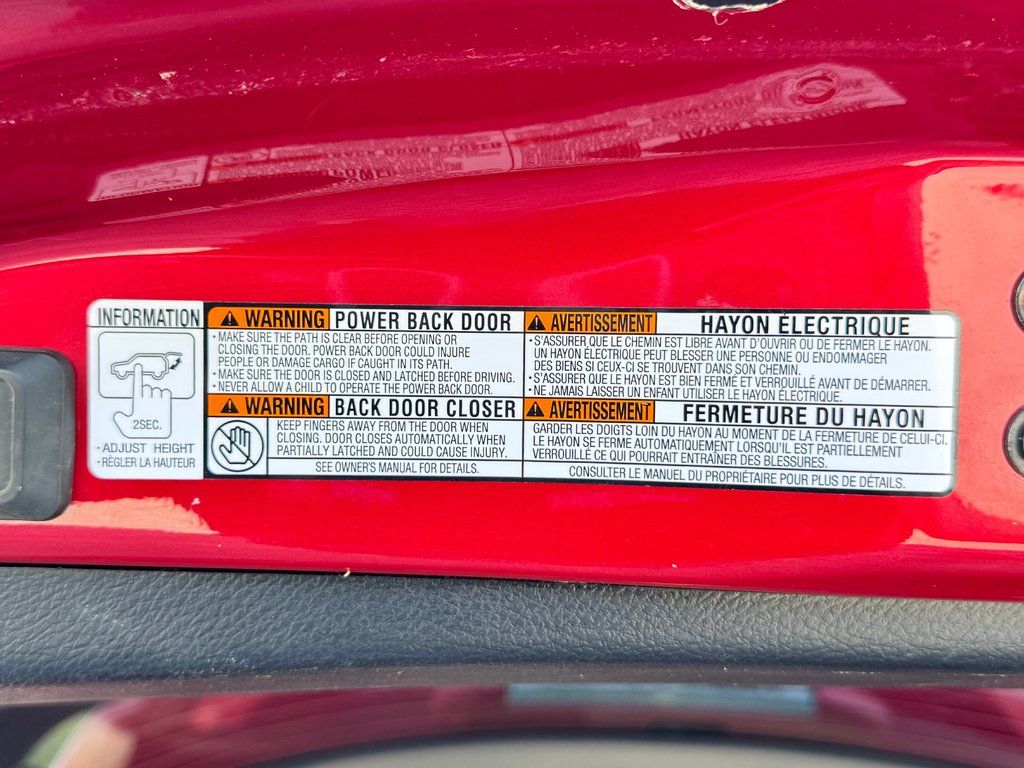 INFORMATION
2SEC.
• ADJUST HEIGHT
• RÉGLER LA HAUTEUR
WARNING POWER BACK DOOR
• MAKE SURE THE PATH IS CLEAR BEFORE OPENING OR
CLOSING THE DOOR. POWER BACK DOOR COULD INJURE
PEOPLE OR DAMAGE CARGO IF CAUGHT IN ITS PATH.
• MAKE SURE THE DOOR IS CLOSED AND LATCHED BEFORE DRIVING.
• NEVER ALLOW A CHILD TO OPERATE THE POWER BACK DOOR.
WARNING BACK DOOR CLOSER
KEEP FINGERS AWAY FROM THE DOOR WHEN
CLOSING. DOOR CLOSES AUTOMATICALLY WHEN
PARTIALLY LATCHED AND COULD CAUSE INJURY.
SEE OWNER'S MANUAL FOR DETAILS.
AVERTISSEMENT HAYON ÉLECTRIQUE
• S'ASSURER QUE LE CHEMIN EST LIBRE AVANT D'OUVRIR OU DE FERMER LE HAYON.
UN HAYON ÉLECTRIQUE PEUT BLESSER UNE PERSONNE OU ENDOMMAGER
DES BIENS SI CEUX-CI SE TROUVENT DANS SON CHEMIN.
• S'ASSURER QUE LE HAYON EST BIEN FERMÉ ET VERROUILLÉ AVANT DE DÉMARRER.
• NE JAMAIS LAISSER UN ENFANT UTILISER LE HAYON ÉLECTRIQUE.
AVERTISSEMENT FERMETURE DU HAYON
GARDER LES DOIGTS LOIN DU HAYON AU MOMENT DE LA FERMETURE DE CELUI-CI.
LE HAYON SE FERME AUTOMATIQUEMENT LORSQU'IL EST PARTIELLEMENT
VERROUILLÉ CE QUI POURRAIT ENTRAÎNER DES BLESSURES.
CONSULTER LE MANUEL DU PROPRIÉTAIRE POUR PLUS DE DÉTAILS.